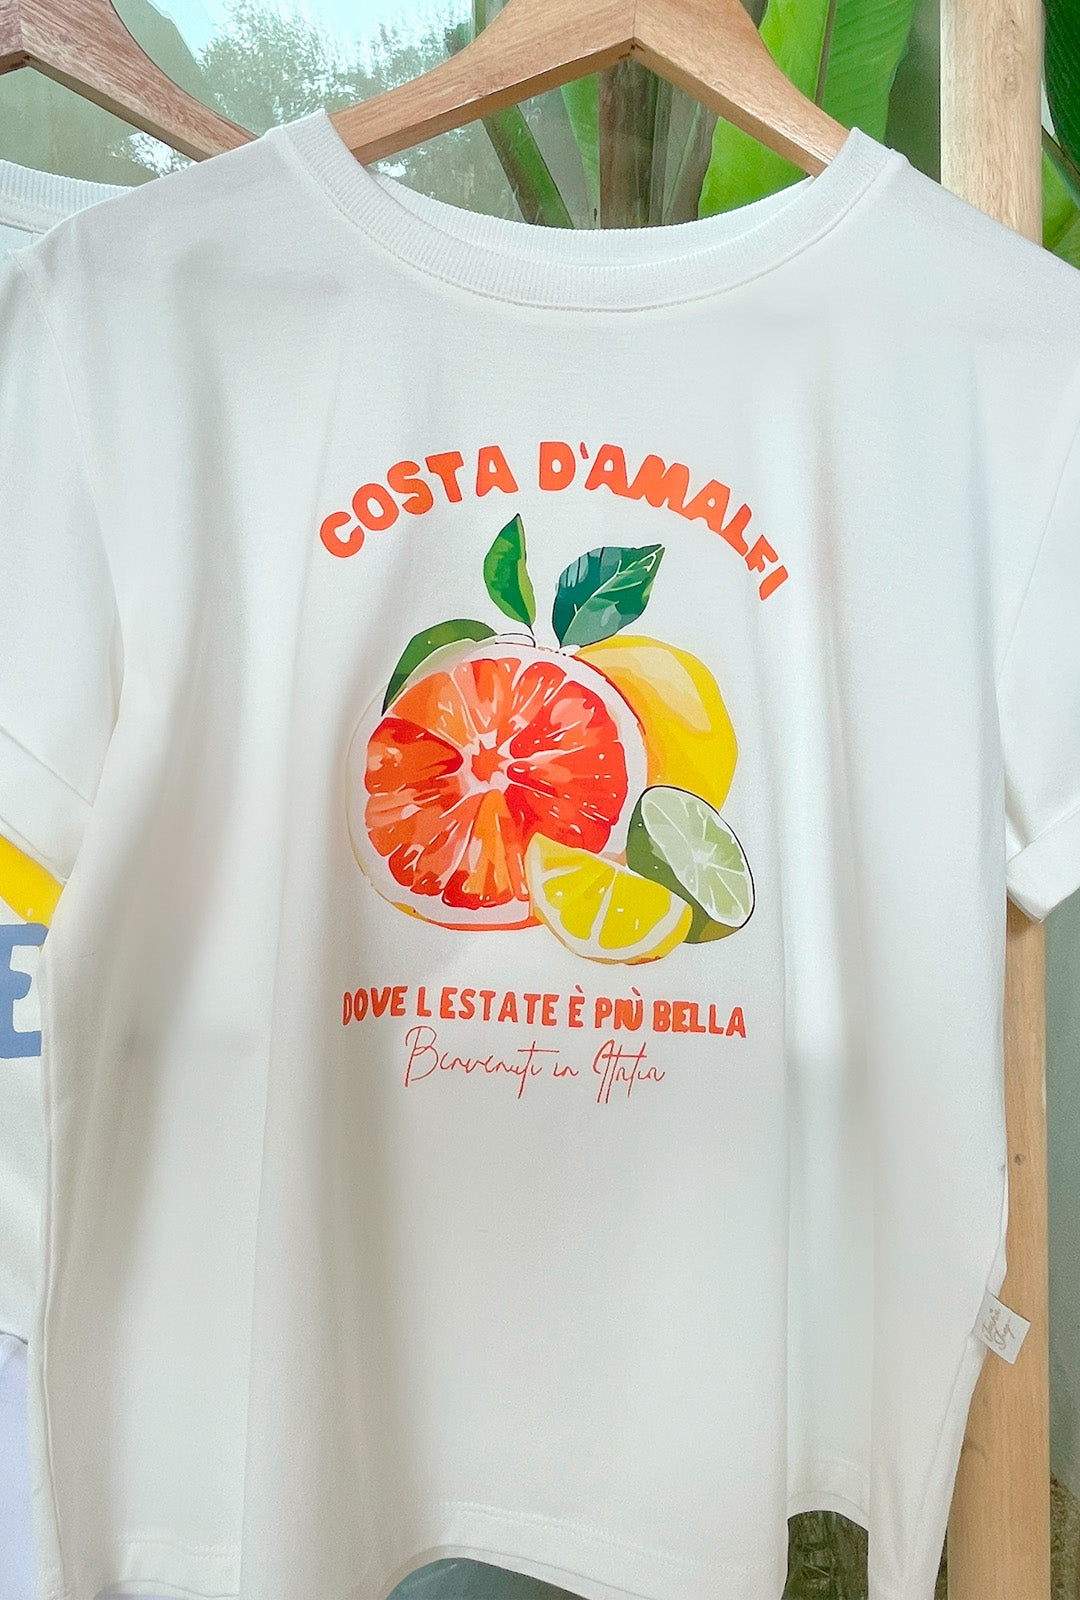 COSTA D'AMALFI
DOVE L ESTATE È PIÙ BELLA
Benvenuti in Italia
E